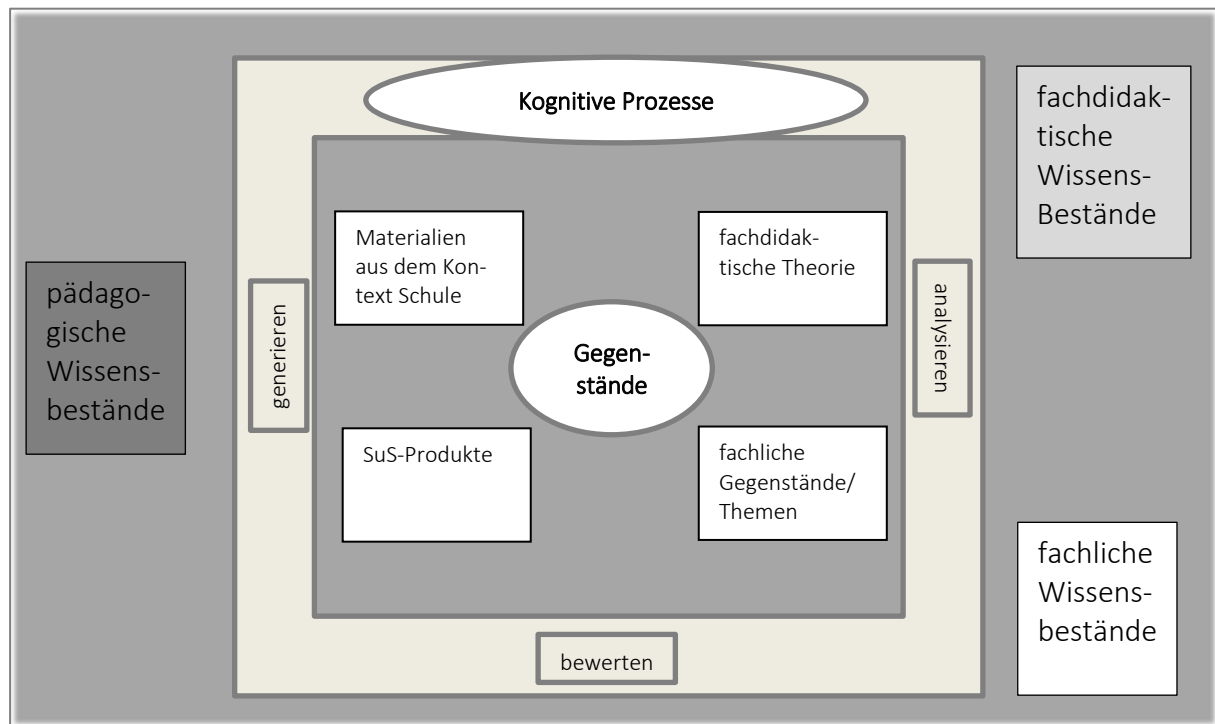 Kognitive Prozesse
fachdidak-
tische
Wissens-
Bestände
Materialien
aus dem Kon-
text Schule
fachdidak-
tische Theorie
pädago-
gische
Wissens-
bestände
generieren
Gegen-
stände
analysieren
SuS-Produkte
fachliche
Gegenstände/
Themen
fachliche
Wissens-
bestände
bewerten